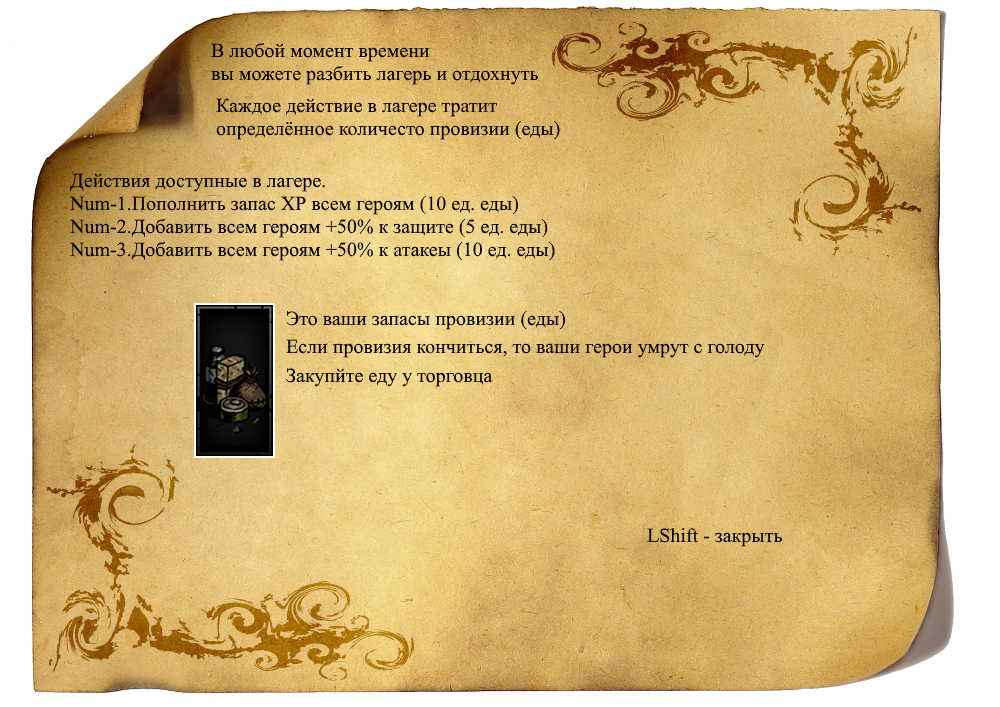 В любой момент времени
вы можете разбить лагерь и отдохнуть
Каждое действие в лагере тратит
определённое количесто провизии (еды)
Действия доступные в лагере.
Num-1.Пополнить запас ХР всем героям (10 ед. еды)
Num-2.Добавить всем героям +50% к защите (5 ед. еды)
Num-3.Добавить всем героям +50% к атакеы (10 ед. еды)
Это ваши запасы провизии (еды)
Если провизия кончиться, то ваши герои умрут с голоду
Закупйте еду у торговца
LShift - закрыть